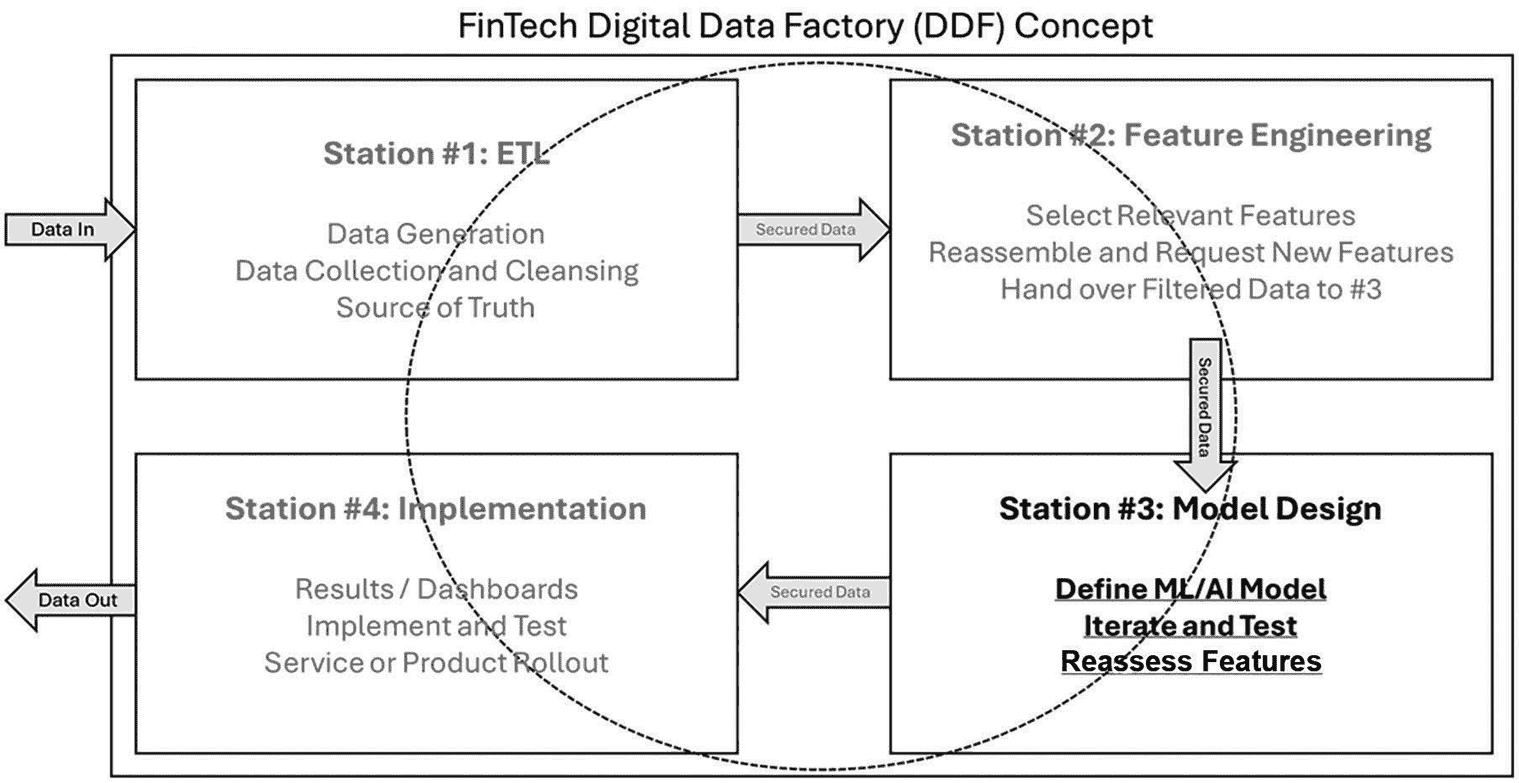 FinTech Digital Data Factory (DDF) Concept
Station #1: ETL
Data Generation
Data Collection and Cleansing
Source of Truth
Data In
Secured Data
Station #2: Feature Engineering
Select Relevant Features
Reassemble and Request New Features
Hand over Filtered Data to #3
Secured Data
Station #3: Model Design
Define ML/AI Model
Iterate and Test
Reassess Features
Secured Data
Station #4: Implementation
Results / Dashboards
Implement and Test
Service or Product Rollout
Data Out